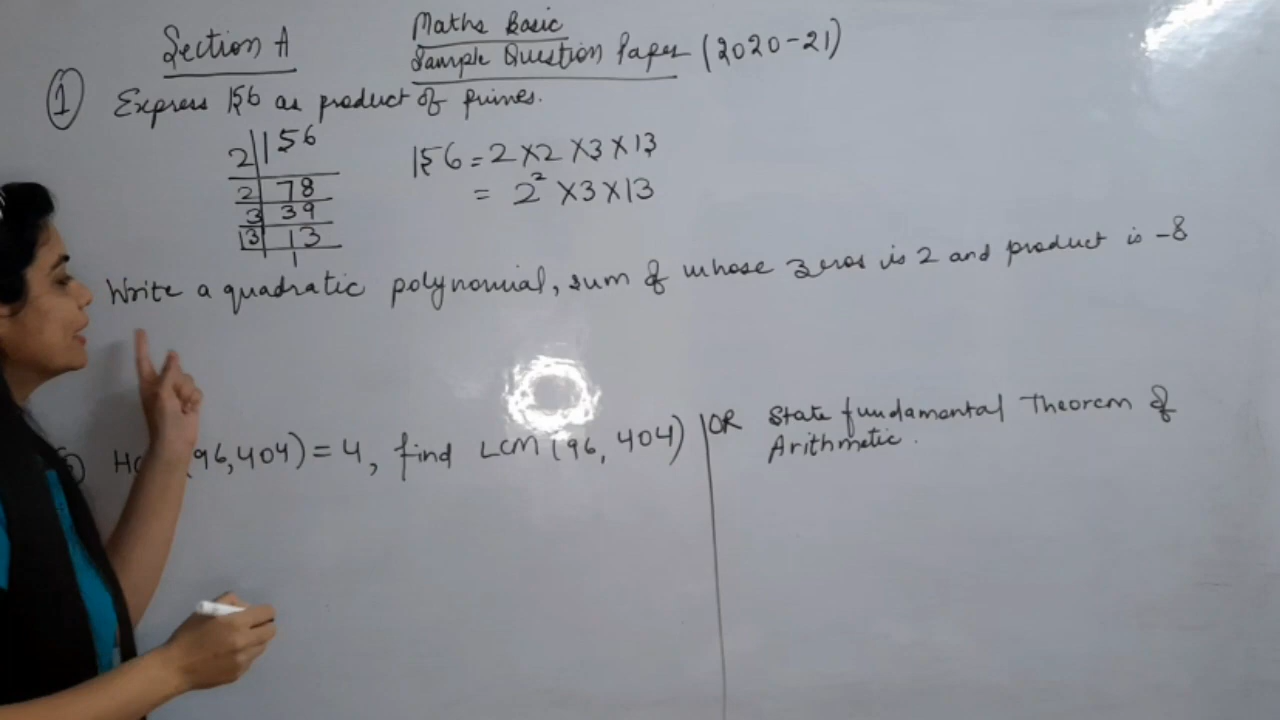 Section A
Maths Basic
Sample Question Paper (2020-21)
① Express 156 as product of primes.
2 | 156
2 | 78
3 | 39
13 | 13
1
156 = 2 × 2 × 3 × 13
= 2² × 3 × 13
Write a quadratic polynomial, sum of whose zeros is 2 and product is -8
(96,404) = 4, find LCM (96, 404)
OR State fundamental Theorem of
Arithmetic.